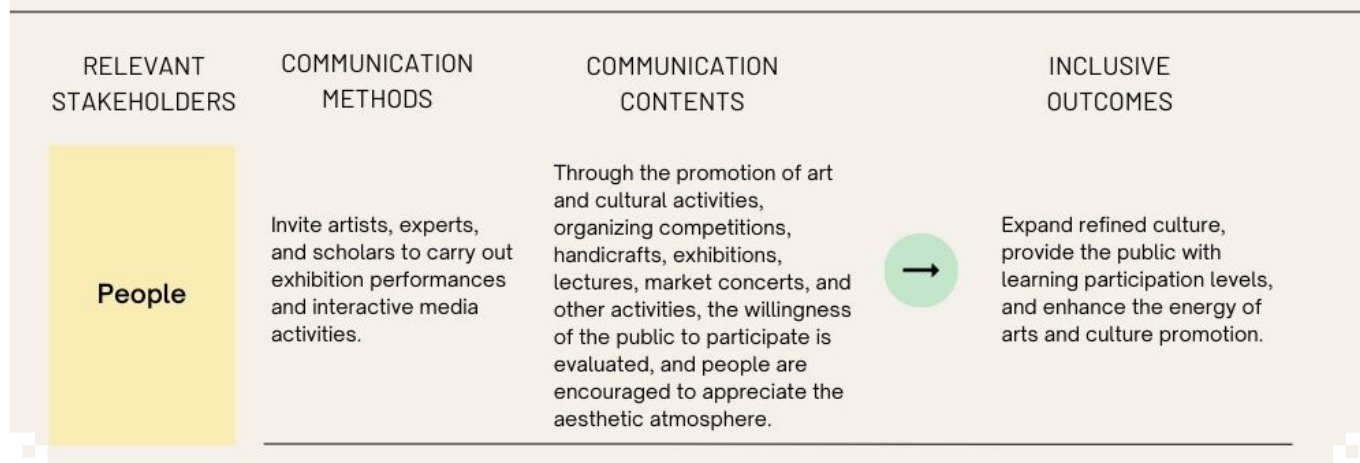 RELEVANT
STAKEHOLDERS
COMMUNICATION
METHODS
COMMUNICATION
CONTENTS
INCLUSIVE
OUTCOMES
People
Invite artists, experts,
and scholars to carry out
exhibition performances
and interactive media
activities.
Through the promotion of art
and cultural activities,
organizing competitions,
handicrafts, exhibitions,
lectures, market concerts, and
other activities, the willingness
of the public to participate is
evaluated, and people are
encouraged to appreciate the
aesthetic atmosphere.
Expand refined culture,
provide the public with
learning participation levels,
and enhance the energy of
arts and culture promotion.